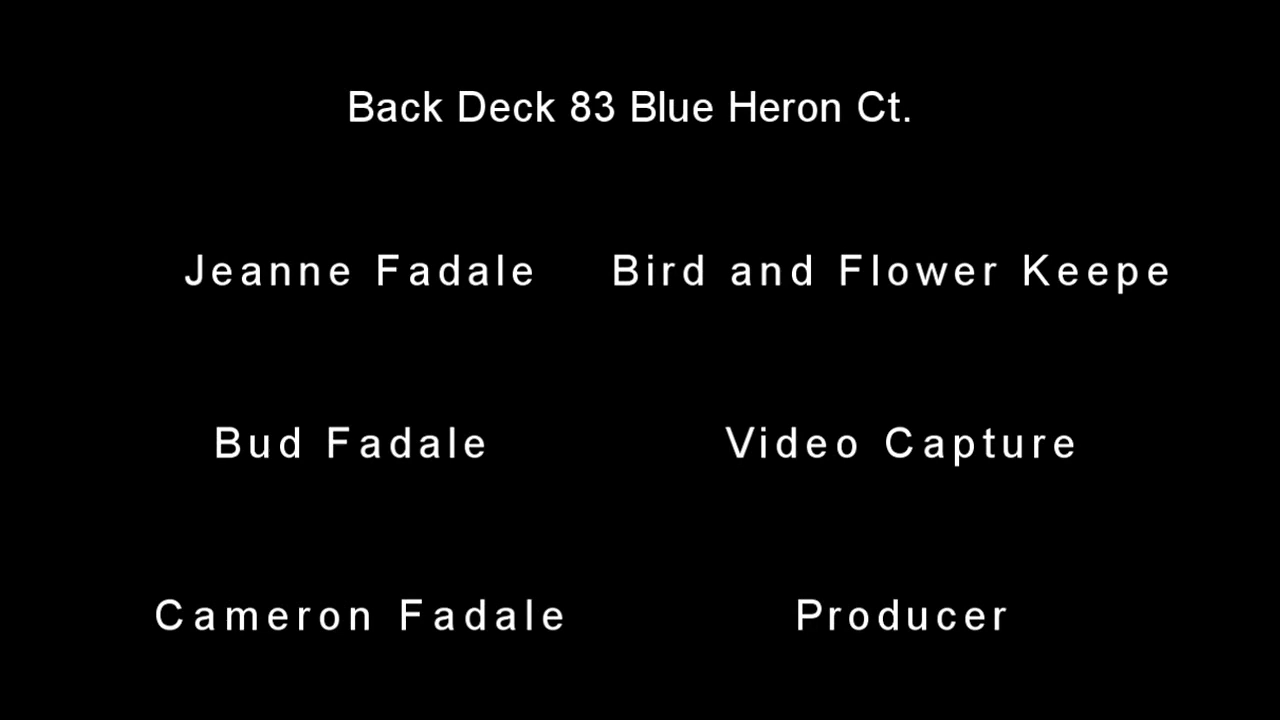 Back Deck 83 Blue Heron Ct.
Jeanne Fadale Bird and Flower Keepe
Bud Fadale Video Capture
Cameron Fadale Producer